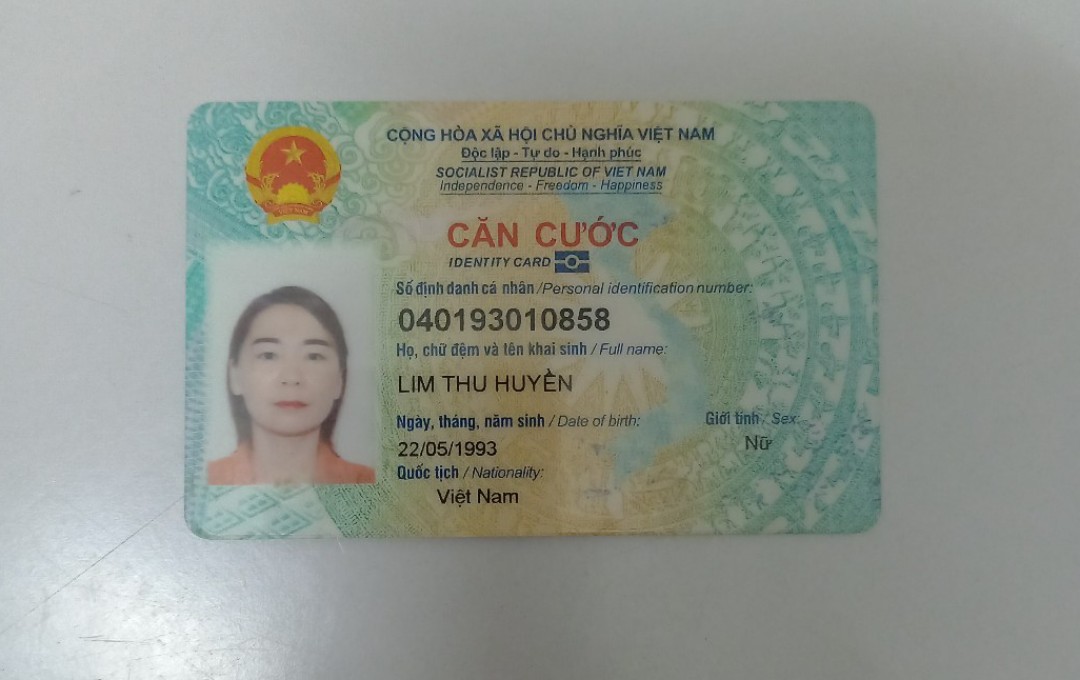 CỘNG HÒA XÃ HỘI CHỦ NGHĨA VIỆT NAM
Độc lập - Tự do - Hạnh phúc
SOCIALIST REPUBLIC OF VIET NAM
Independence - Freedom - Happiness
VIỆT NAM
CĂN CƯỚC
IDENTITY CARD
Số định danh cá nhân / Personal identification number:
040193010858
Họ, chữ đệm và tên khai sinh / Full name:
LIM THU HUYỀN
Ngày, tháng, năm sinh / Date of birth:
22/05/1993
Giới tính / Sex:
Nữ
Quốc tịch / Nationality:
Việt Nam